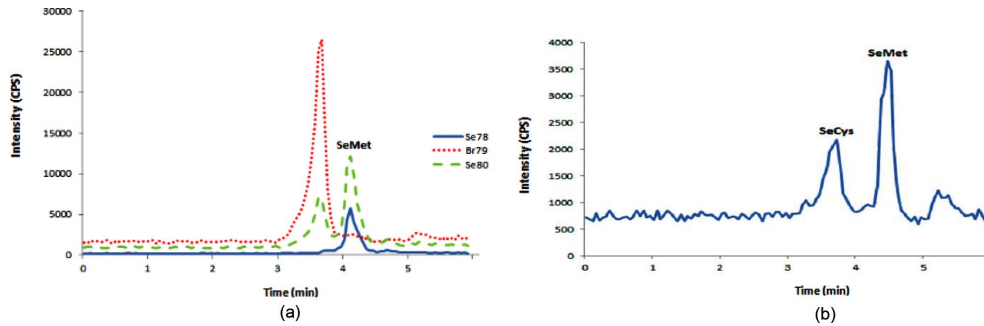 30000
25000
20000
15000
10000
5000
0
Intensity (CPS)
SeMet
Se78
Br79
Se80
0 1 2 3 4 5
Time (min)
(a)
4000
3500
3000
2500
2000
1500
1000
500
0
Intensity (CPS)
SeMet
SeCys
0 1 2 3 4 5
Time (min)
(b)